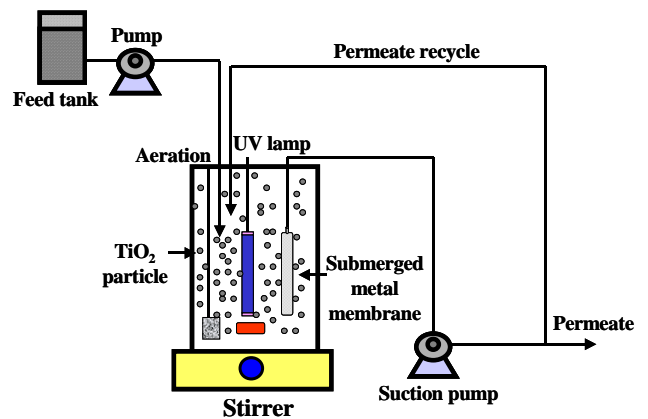 Pump
Permeate recycle
Feed tank
UV lamp
Aeration
TiO₂
particle
Submerged
metal
membrane
Permeate
Suction pump
Stirrer